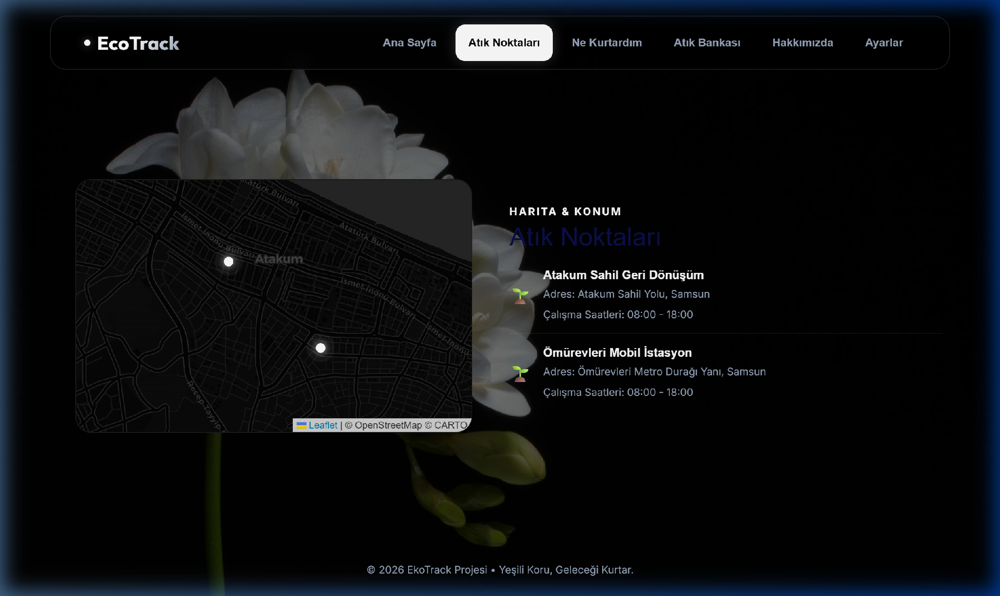 EcoTrack
Ana Sayfa
Atık Noktaları
Ne Kurtardım
Atık Bankası
Hakkımızda
Ayarlar
Atatürk Bulvarı
İsmet İnönü Bulvarı
Atatürk Bulvarı
Atakum
İsmet İnönü Bulvarı
İsmet İnönü
Recep Tayyip
Leaflet | © OpenStreetMap © CARTO
HARITA & KONUM
Atık Noktaları
Atakum Sahil Geri Dönüşüm
Adres: Atakum Sahil Yolu, Samsun
Çalışma Saatleri: 08:00 - 18:00
Ömürevleri Mobil İstasyon
Adres: Ömürevleri Metro Durağı Yanı, Samsun
Çalışma Saatleri: 08:00 - 18:00
© 2026 EkoTrack Projesi • Yeşili Koru, Geleceği Kurtar.